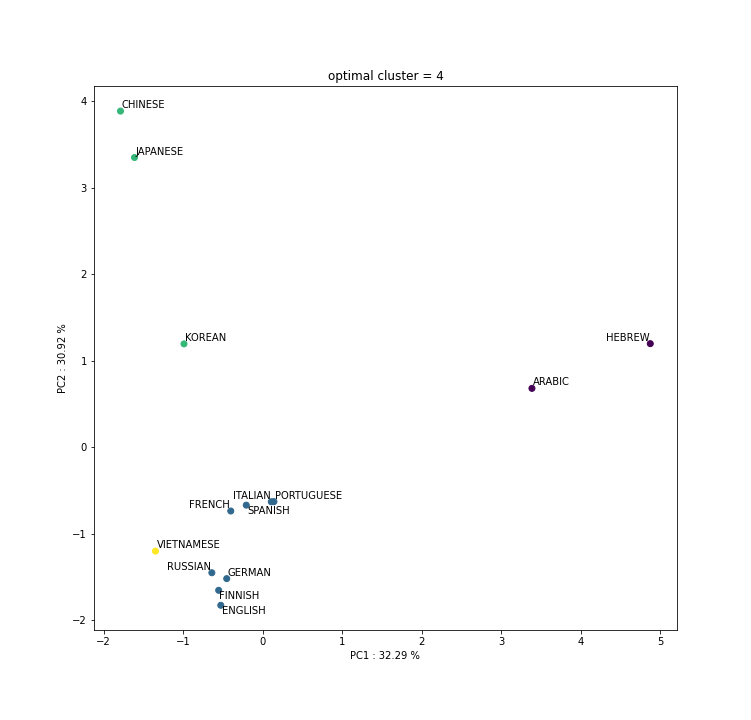 optimal cluster = 4
CHINESE
JAPANESE
KOREAN
HEBREW
ARABIC
ITALIAN PORTUGUESE
FRENCH
SPANISH
VIETNAMESE
RUSSIAN
GERMAN
FINNISH
ENGLISH
4
3
2
1
0
−1
−2
PC2 : 30.92 %
−2 −1 0 1 2 3 4 5
PC1 : 32.29 %